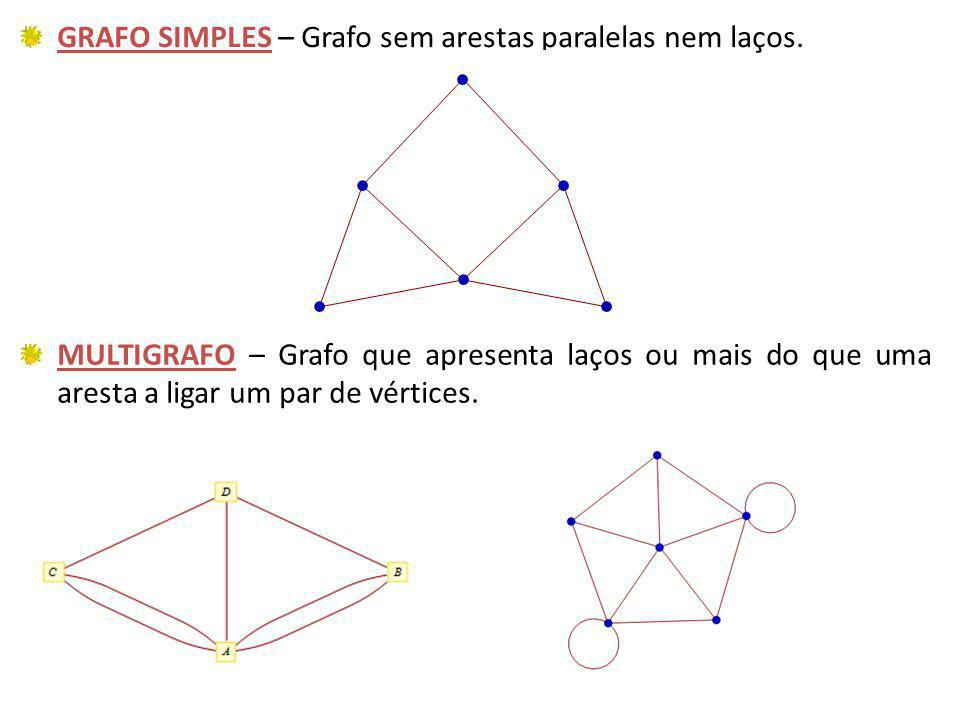 GRAFO SIMPLES – Grafo sem arestas paralelas nem laços.
MULTIGRAFO – Grafo que apresenta laços ou mais do que uma
aresta a ligar um par de vértices.
D
C
B
A